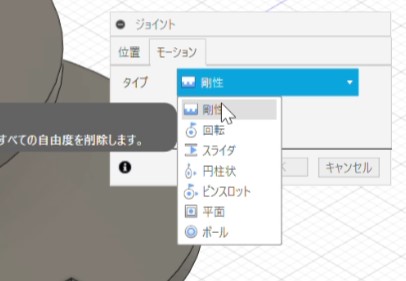 ジョイント
位置 モーション
タイプ 剛性
剛性
すべての自由度を削除します。
回転
スライダ
円柱状
ピンスロット
平面
ボール
キャンセル